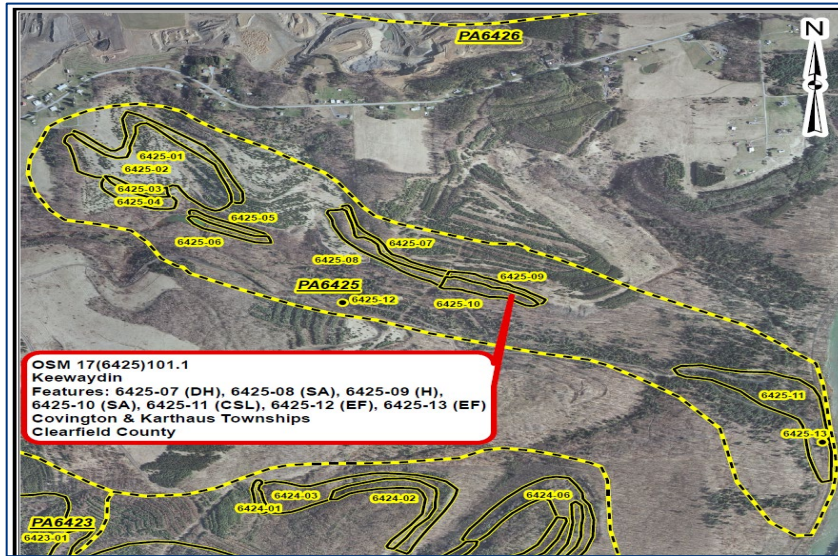 PA6426
N
6425-01
6425-02
6425-03
6425-04
6425-05
6425-06
6425-07
6425-08
6425-09
PA6425
6425-12
6425-10
OSM 17(6425)101.1
Keewaydin
Features: 6425-07 (DH), 6425-08 (SA), 6425-09 (H),
6425-10 (SA), 6425-11 (CSL), 6425-12 (EF), 6425-13 (EF)
Covington & Karthaus Townships
Clearfield County
6425-11
6425-13
6424-03
6424-02
6424-06
6424-01
PA6423
6423-01